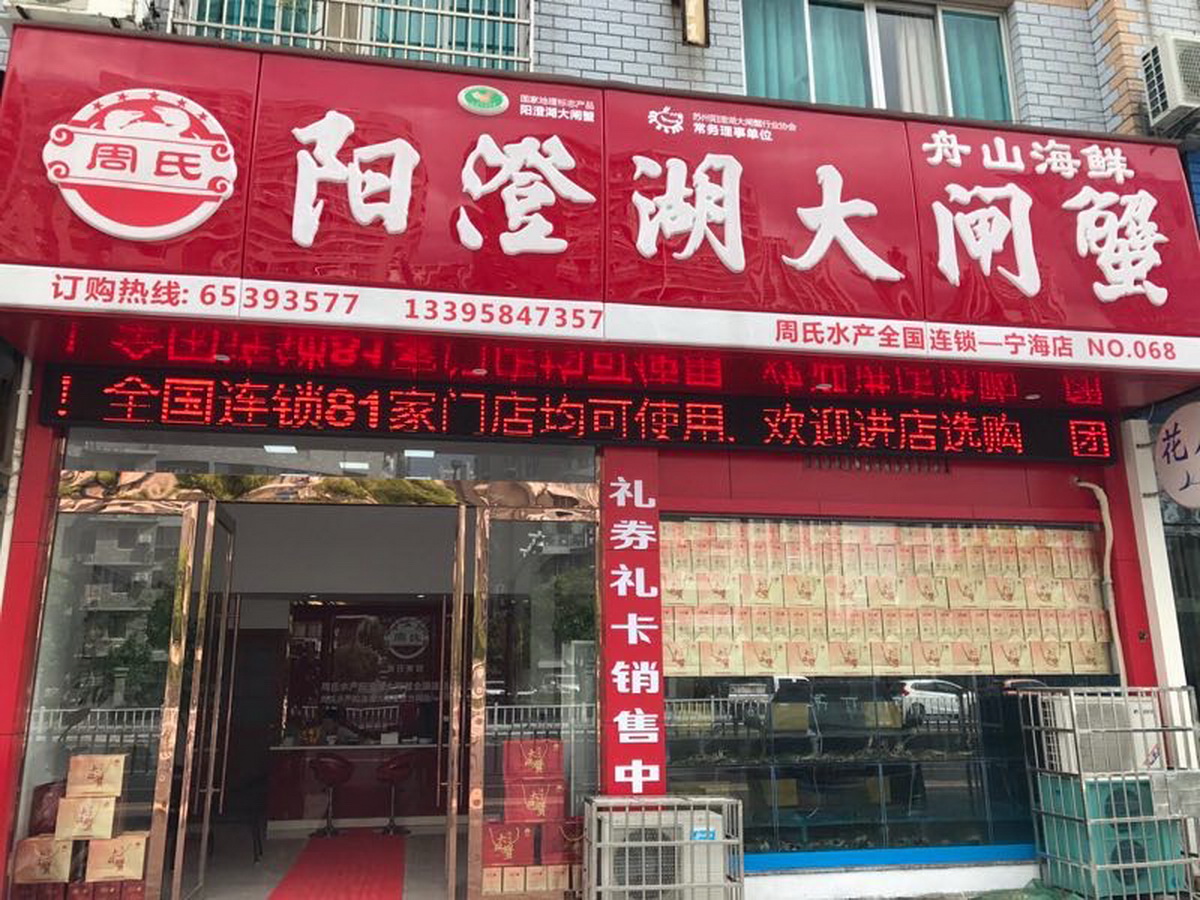 周氏
国家地理标志产品
阳澄湖大闸蟹
苏州阳澄湖大闸蟹行业协会
常务理事单位
舟山海鲜
阳澄湖大闸蟹
订购热线: 65393577 13395847357
周氏水产全国连锁—宁海店 NO.068
！全国连锁81家门店均可使用、欢迎进店选购 团
礼券礼卡销售中
周氏
花